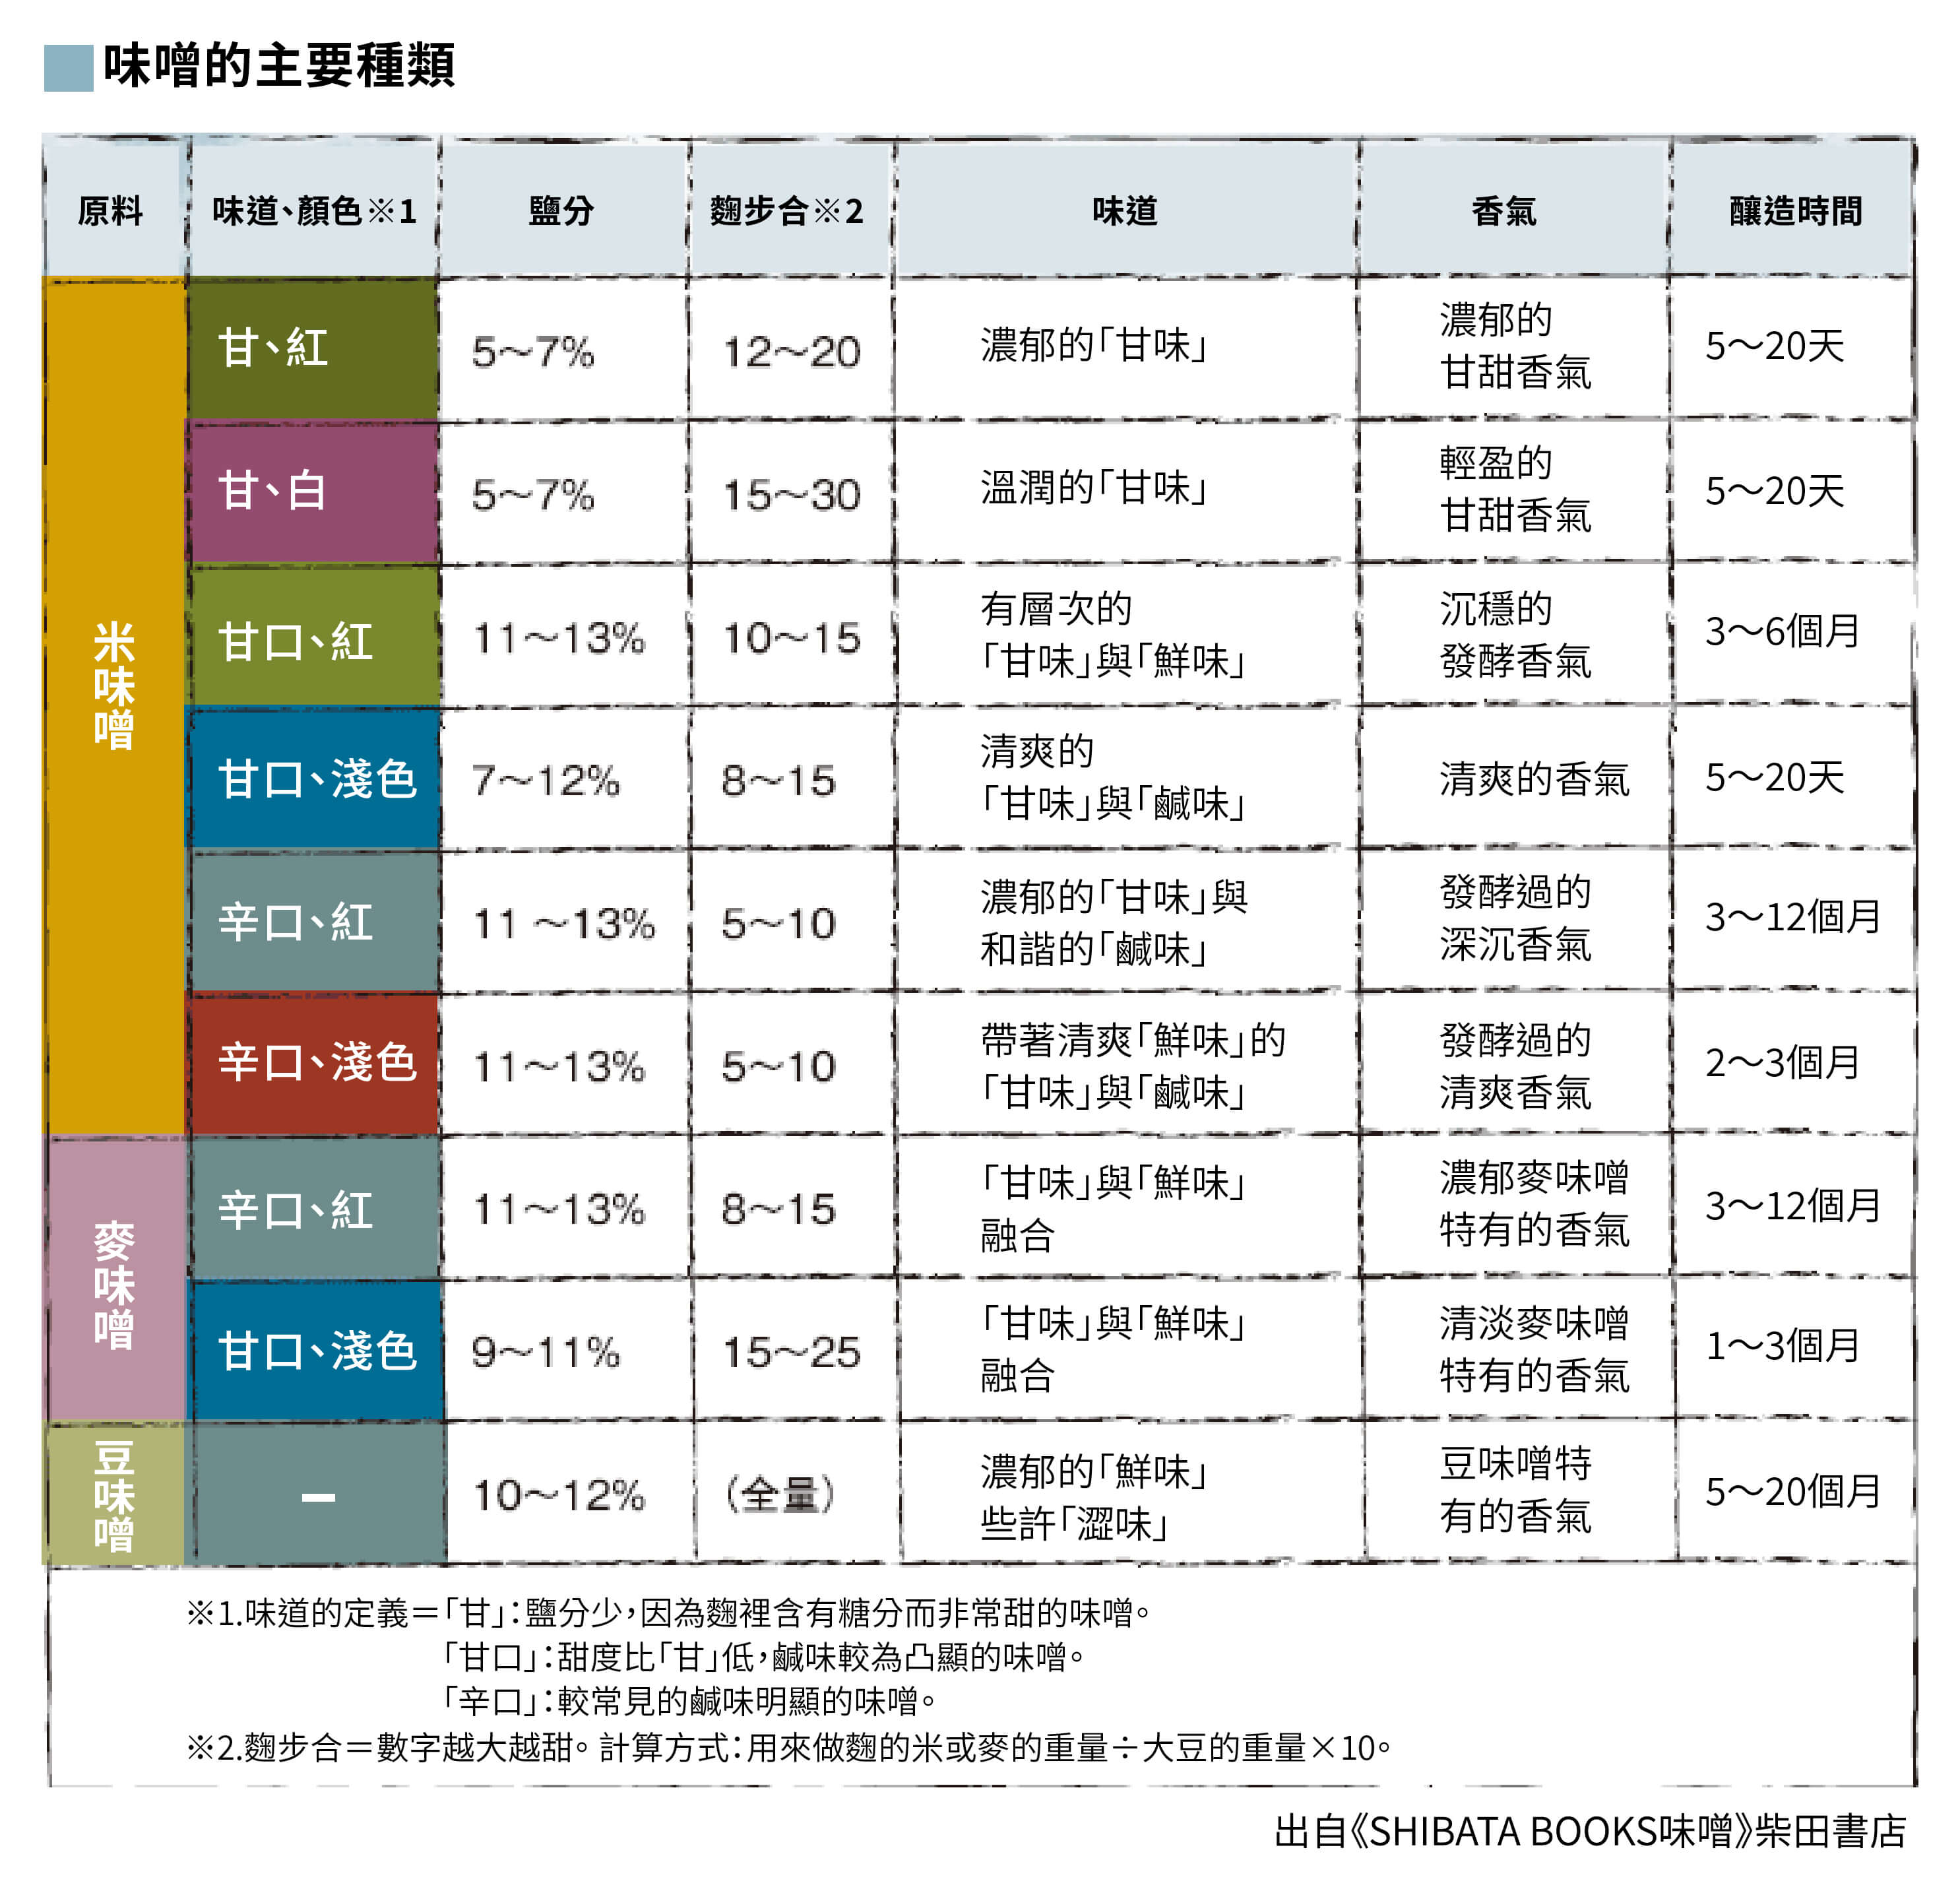 味噌的主要種類
原料 味道、顏色※1 鹽分 麴步合※2 味道 香氣 釀造時間
米味噌
甘、紅 5～7% 12～20 濃郁的「甘味」 濃郁的 5～20天
甘甜香氣
甘、白 5～7% 15～30 溫潤的「甘味」 輕盈的 5～20天
甘甜香氣
甘口、紅 11～13% 10～15 有層次的 沉穩的 3～6個月
「甘味」與「鮮味」 發酵香氣
甘口、淺色 7～12% 8～15 清爽的 清爽的香氣 5～20天
「甘味」與「鹹味」
辛口、紅 11 ～13% 5～10 濃郁的「甘味」與 發酵過的 3～12個月
和諧的「鹹味」 深沉香氣
辛口、淺色 11～13% 5～10 帶著清爽「鮮味」的 發酵過的 2～3個月
「甘味」與「鹹味」 清爽香氣
麥味噌
辛口、紅 11～13% 8～15 「甘味」與「鮮味」 濃郁麥味噌 3～12個月
融合 特有的香氣
甘口、淺色 9～11% 15～25 「甘味」與「鮮味」 清淡麥味噌 1～3個月
融合 特有的香氣
豆味噌
－ 10～12% （全量） 濃郁的「鮮味」 豆味噌特 5～20個月
些許「澀味」 有的香氣
※1.味道的定義＝「甘」：鹽分少，因為麴裡含有糖分而非常甜的味噌。
「甘口」：甜度比「甘」低，鹹味較為凸顯的味噌。
「辛口」：較常見的鹹味明顯的味噌。
※2.麴步合＝數字越大越甜。計算方式：用來做麴的米或麥的重量÷大豆的重量×10。
出自《SHIBATA BOOKS味噌》柴田書店